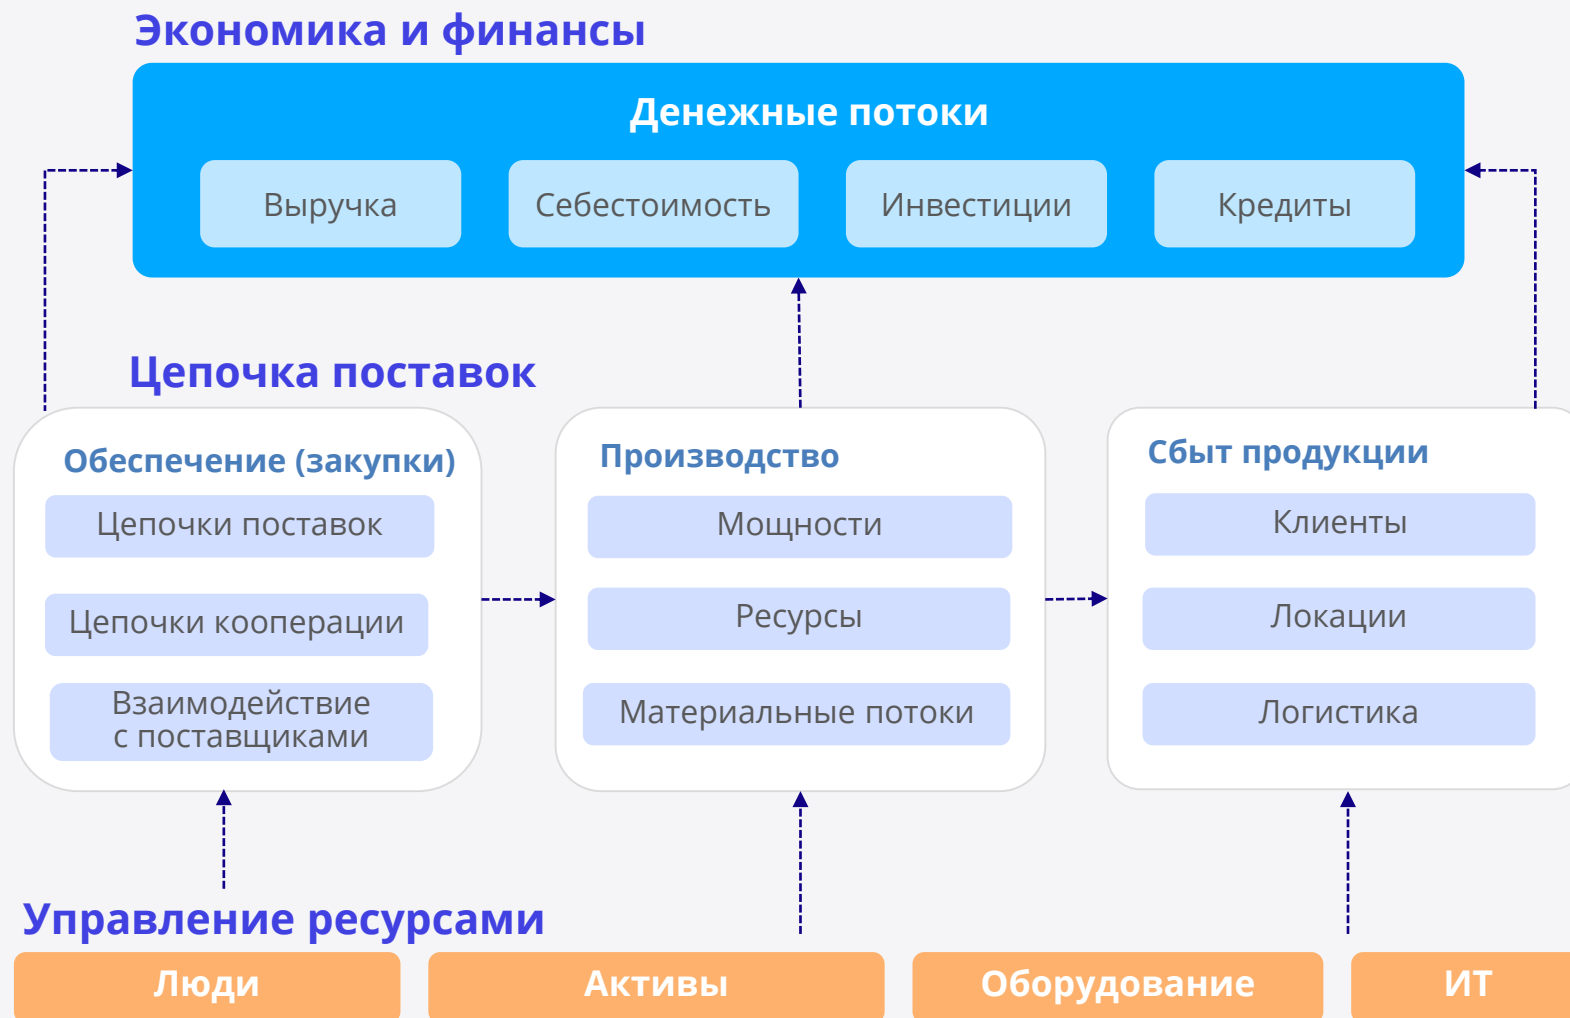 Экономика и финансы
Денежные потоки
Выручка
Себестоимость
Инвестиции
Кредиты
Цепочка поставок
Обеспечение (закупки)
Цепочки поставок
Цепочки кооперации
Взаимодействие
с поставщиками
Производство
Мощности
Ресурсы
Материальные потоки
Сбыт продукции
Клиенты
Локации
Логистика
Управление ресурсами
Люди
Активы
Оборудование
ИТ